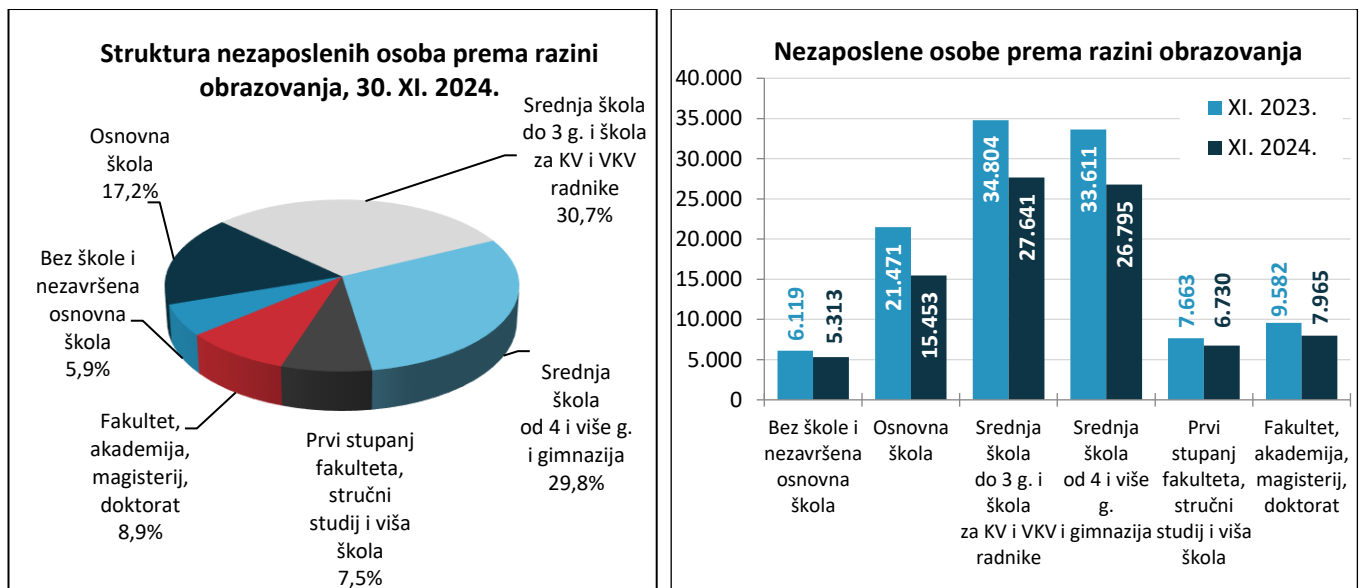 Struktura nezaposlenih osoba prema razini
obrazovanja, 30. XI. 2024.
Srednja škola
do 3 g. i škola
za KV i VKV
radnike
30,7%
Osnovna
škola
17,2%
Bez škole i
nezavršena
osnovna
škola
5,9%
Fakultet,
akademija,
magisterij,
doktorat
8,9%
Prvi stupanj
fakulteta,
stručni
studij i viša
škola
7,5%
Srednja
škola
od 4 i više g.
i gimnazija
29,8%
Nezaposlene osobe prema razini obrazovanja
40.000
35.000
30.000
25.000
20.000
15.000
10.000
5.000
0
XI. 2023.
XI. 2024.
6.119
5.313
21.471
15.453
34.804
27.641
33.611
26.795
7.663
6.730
9.582
7.965
Bez škole i
nezavršena
osnovna
škola
Osnovna
škola
Srednja
škola
do 3 g. i
škola
za KV i VKV
radnike
Srednja
škola
od 4 i više
g.
i gimnazija
Prvi
stupanj
fakulteta,
stručni
studij i viša
škola
Fakultet,
akademija,
magisterij,
doktorat